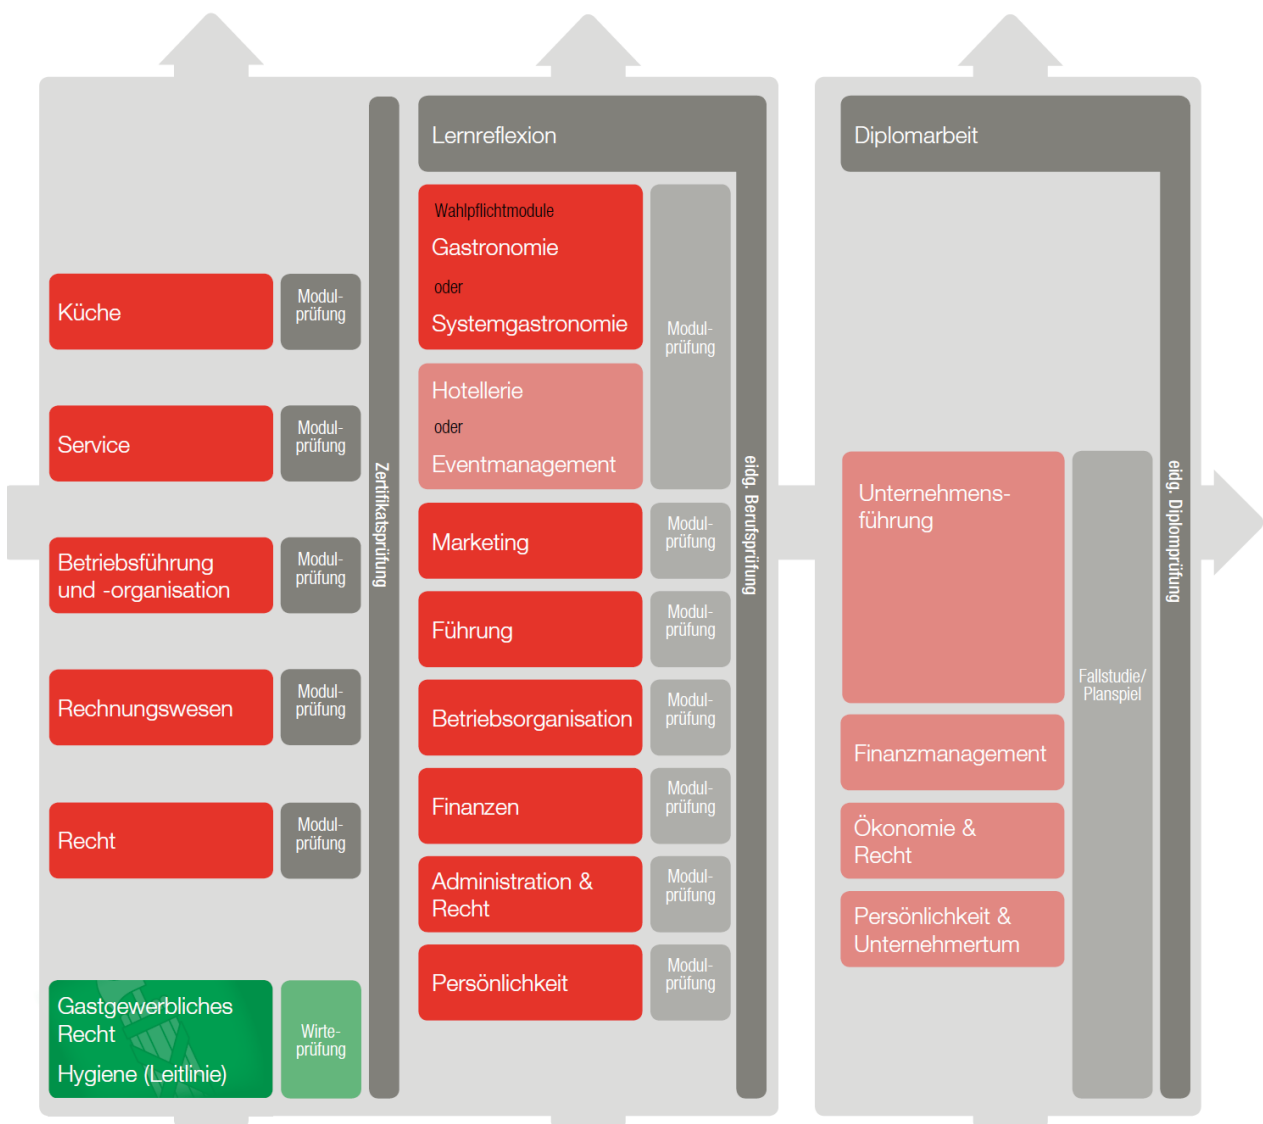 Küche
Modul-
prüfung
Service
Modul-
prüfung
Betriebsführung
und -organisation
Modul-
prüfung
Rechnungswesen
Modul-
prüfung
Recht
Modul-
prüfung
Gastgewerbliches
Recht
Hygiene (Leitlinie)
Wirte-
prüfung
Zertifikatsprüfung
Lernreflexion
Wahlpflichtmodule
Gastronomie
oder
Systemgastronomie
Hotellerie
oder
Eventmanagement
Modul-
prüfung
Marketing
Modul-
prüfung
Führung
Modul-
prüfung
Betriebsorganisation
Modul-
prüfung
Finanzen
Modul-
prüfung
Administration &
Recht
Modul-
prüfung
Persönlichkeit
Modul-
prüfung
eidg. Berufsprüfung
Diplomarbeit
Unternehmens-
führung
Finanzmanagement
Ökonomie &
Recht
Persönlichkeit &
Unternehmertum
Fallstudie/
Planspiel
eidg. Diplomprüfung